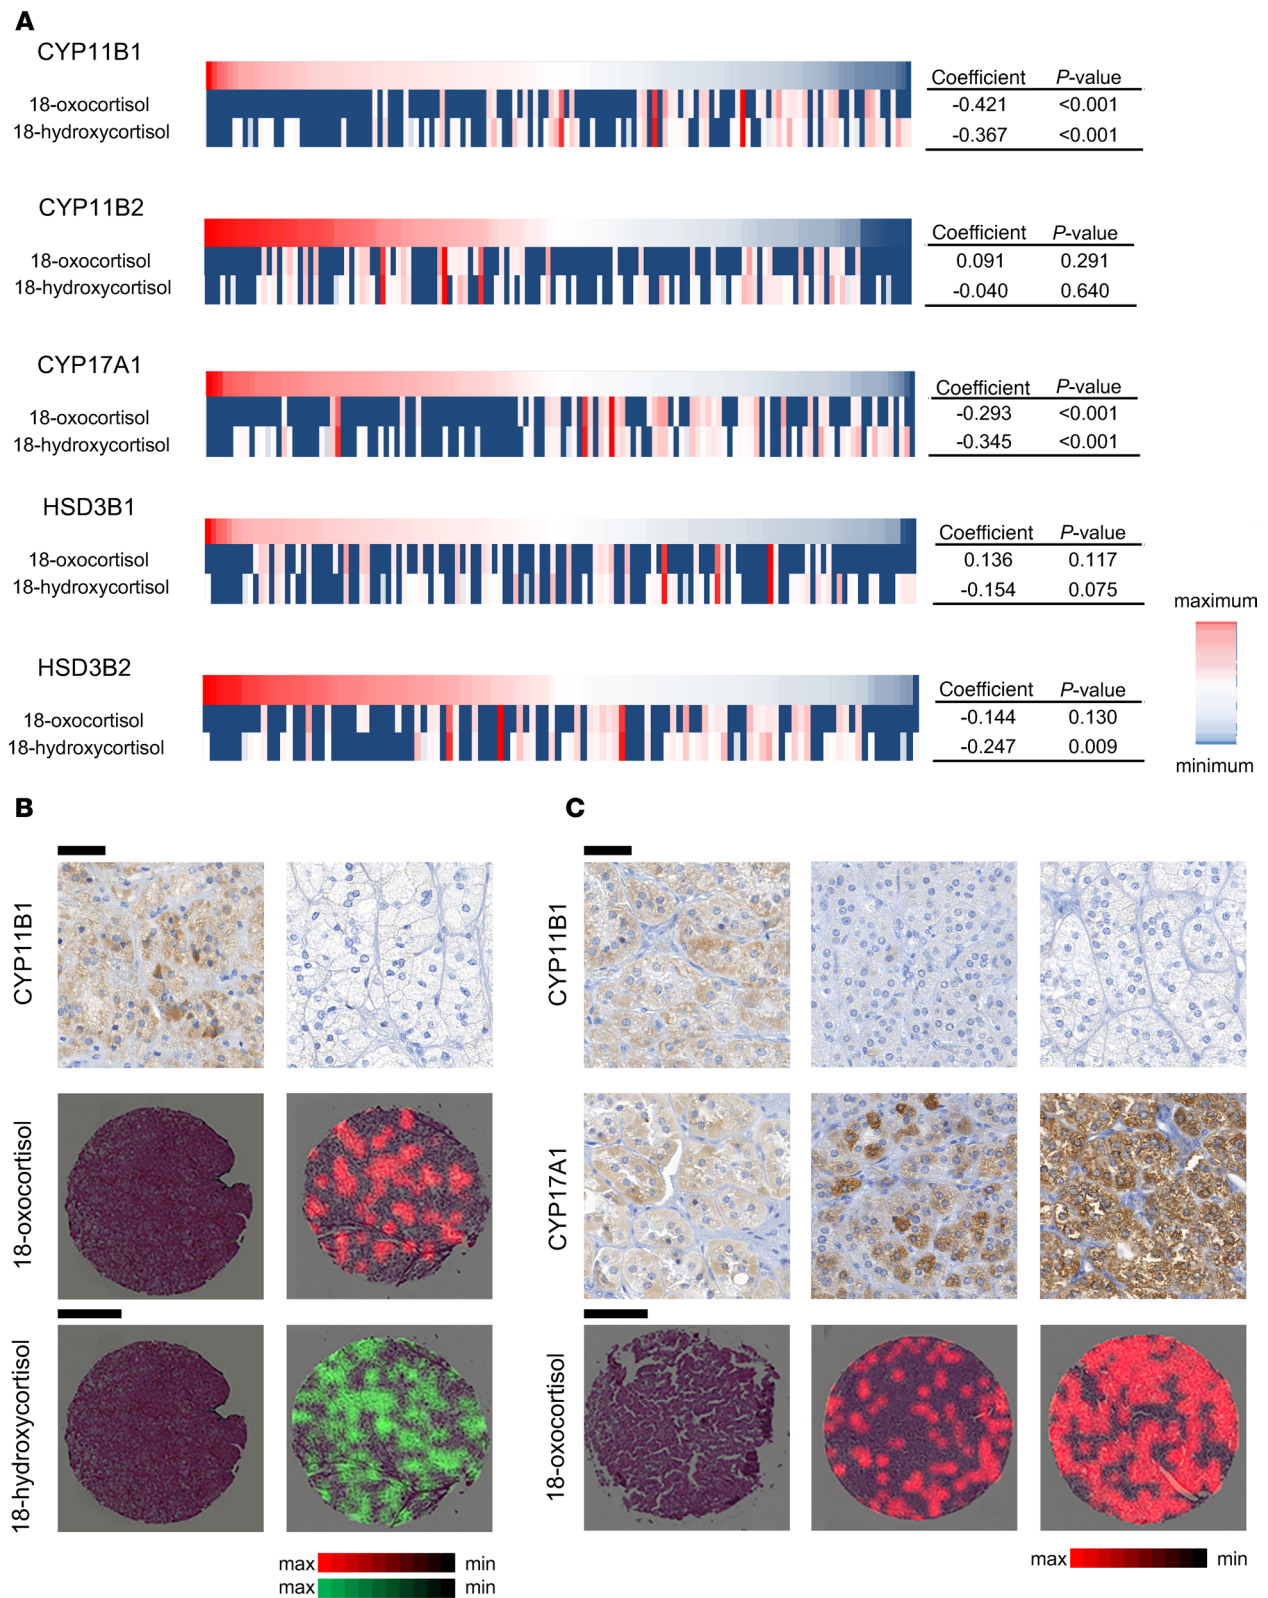 A
CYP11B1
Coefficient P-value
18-oxocortisol -0.421 <0.001
18-hydroxycortisol -0.367 <0.001
CYP11B2
Coefficient P-value
18-oxocortisol 0.091 0.291
18-hydroxycortisol -0.040 0.640
CYP17A1
Coefficient P-value
18-oxocortisol -0.293 <0.001
18-hydroxycortisol -0.345 <0.001
HSD3B1
Coefficient P-value
18-oxocortisol 0.136 0.117
18-hydroxycortisol -0.154 0.075
maximum
HSD3B2
Coefficient P-value
18-oxocortisol -0.144 0.130
18-hydroxycortisol -0.247 0.009
minimum
B
CYP11B1
18-oxocortisol
18-hydroxycortisol
max min
max min
C
CYP11B1
CYP17A1
18-oxocortisol
max min